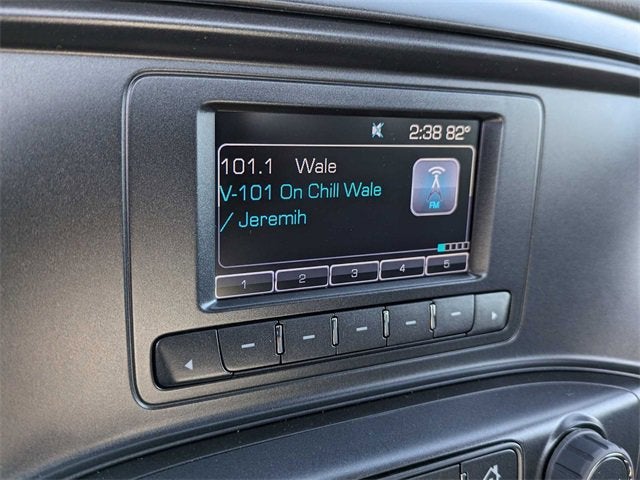 2:38 82°
101.1 Wale
V-101 On Chill Wale
/ Jeremih
FM
1 2 3 4 5